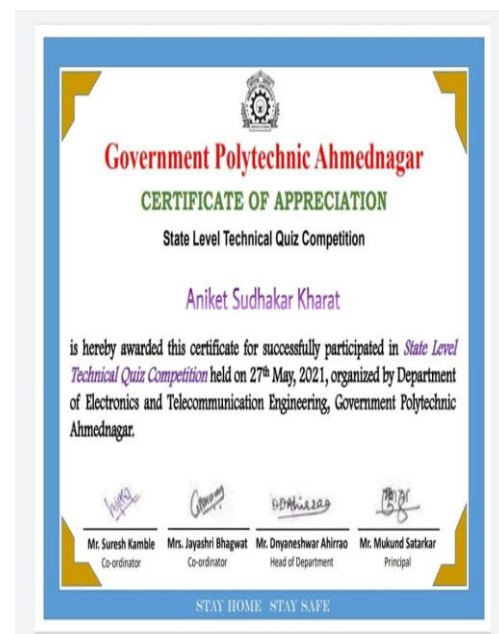 Government Polytechnic Ahmednagar
CERTIFICATE OF APPRECIATION
State Level Technical Quiz Competition
Aniket Sudhakar Kharat
is hereby awarded this certificate for successfully participated in State Level
Technical Quiz Competition held on 27th May, 2021, organized by Department
of Electronics and Telecommunication Engineering, Government Polytechnic
Ahmednagar.
Mr. Suresh Kamble Mrs. Jayashri Bhagwat Mr. Dnyaneshwar Ahirrao Mr. Mukund Satarkar
Co-ordinator Co-ordinator Head of Department Principal
STAY HOME STAY SAFE